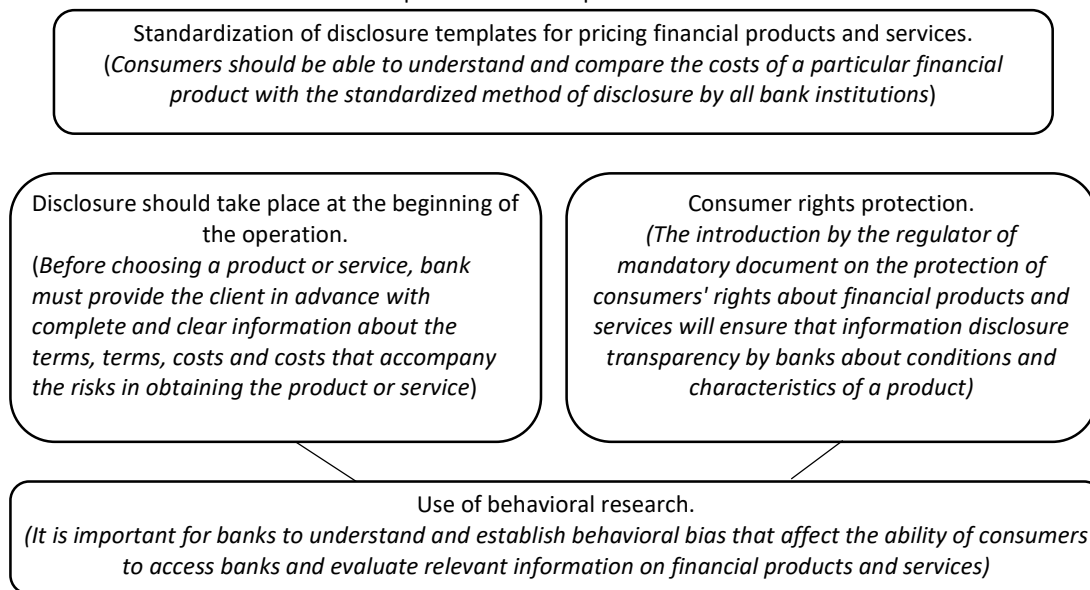 Standardization of disclosure templates for pricing financial products and services.
(Consumers should be able to understand and compare the costs of a particular financial
product with the standardized method of disclosure by all bank institutions)
Disclosure should take place at the beginning of
the operation.
(Before choosing a product or service, bank
must provide the client in advance with
complete and clear information about the
terms, terms, costs and costs that accompany
the risks in obtaining the product or service)
Consumer rights protection.
(The introduction by the regulator of
mandatory document on the protection of
consumers' rights about financial products and
services will ensure that information disclosure
transparency by banks about conditions and
characteristics of a product)
Use of behavioral research.
(It is important for banks to understand and establish behavioral bias that affect the ability of consumers
to access banks and evaluate relevant information on financial products and services)